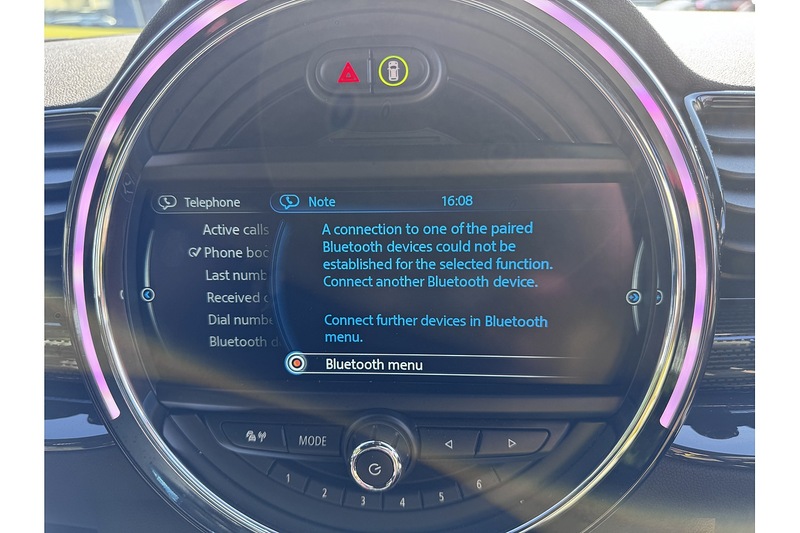 Telephone
Note
16:08
Active calls
Phone boo
Last numb
Received c
Dial numbe
Bluetooth d
A connection to one of the paired
Bluetooth devices could not be
established for the selected function.
Connect another Bluetooth device.
Connect further devices in Bluetooth
menu.
Bluetooth menu
MODE
1
2
3
4
5
6